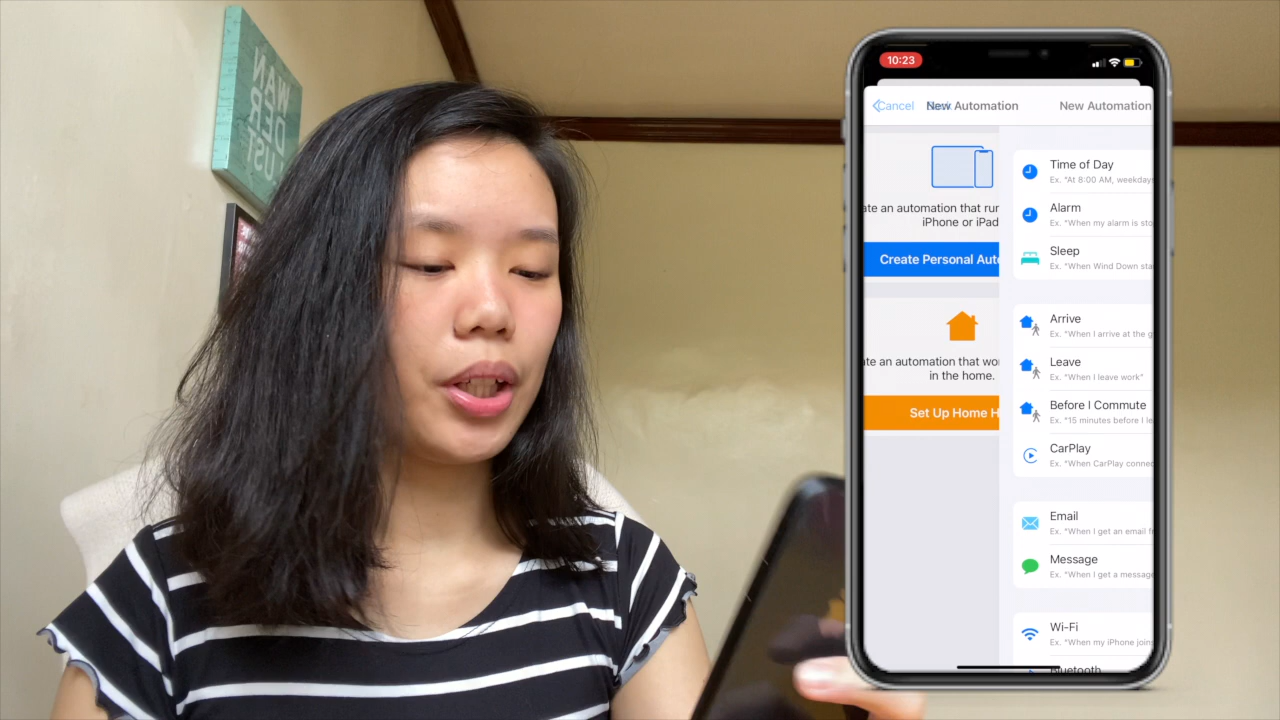 WAN
DER
LUST
10:23
Cancel
New Automation
New Automation
ate an automation that run
iPhone or iPad
Create Personal Auto
ate an automation that wo
in the home.
Set Up Home H
Time of Day
Ex. "At 8:00 AM, weekdays
Alarm
Ex. "When my alarm is sto
Sleep
Ex. "When Wind Down sta
Arrive
Ex. "When I arrive at the g
Leave
Ex. "When I leave work"
Before I Commute
Ex. "15 minutes before I le
CarPlay
Ex. "When CarPlay connec
Email
Ex. "When I get an email f
Message
Ex. "When I get a message
Wi-Fi
Ex. "When my iPhone joins
Bluetooth